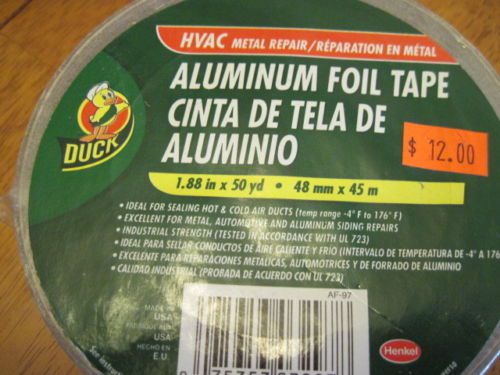 HVAC METAL REPAIR/RÉPARATION EN MÉTAL
ALUMINUM FOIL TAPE
CINTA DE TELA DE
ALUMINIO
DUCK
$ 12.00
1.88 in x 50 yd • 48 mm x 45 m
• IDEAL FOR SEALING HOT & COLD AIR DUCTS (temp range -4° F to 176° F)
• EXCELLENT FOR METAL, AUTOMOTIVE AND ALUMINUM SIDING REPAIRS
• INDUSTRIAL STRENGTH (TESTED IN ACCORDANCE WITH UL 723)
• IDEAL PARA SELLAR CONDUCTOS DE AIRE CALIENTE Y FRÍO (INTERVALO DE TEMPERATURA DE -4° A 176
• EXCELENTE PARA REPARACIONES METÁLICAS, AUTOMOTRICES Y DE FORRADO DE ALUMINIO
• CALIDAD INDUSTRIAL (PROBADA DE ACUERDO CON UL 723)
AF-97
MADE IN
USA
USA
HECHO EN
E.U.
Henkel
See